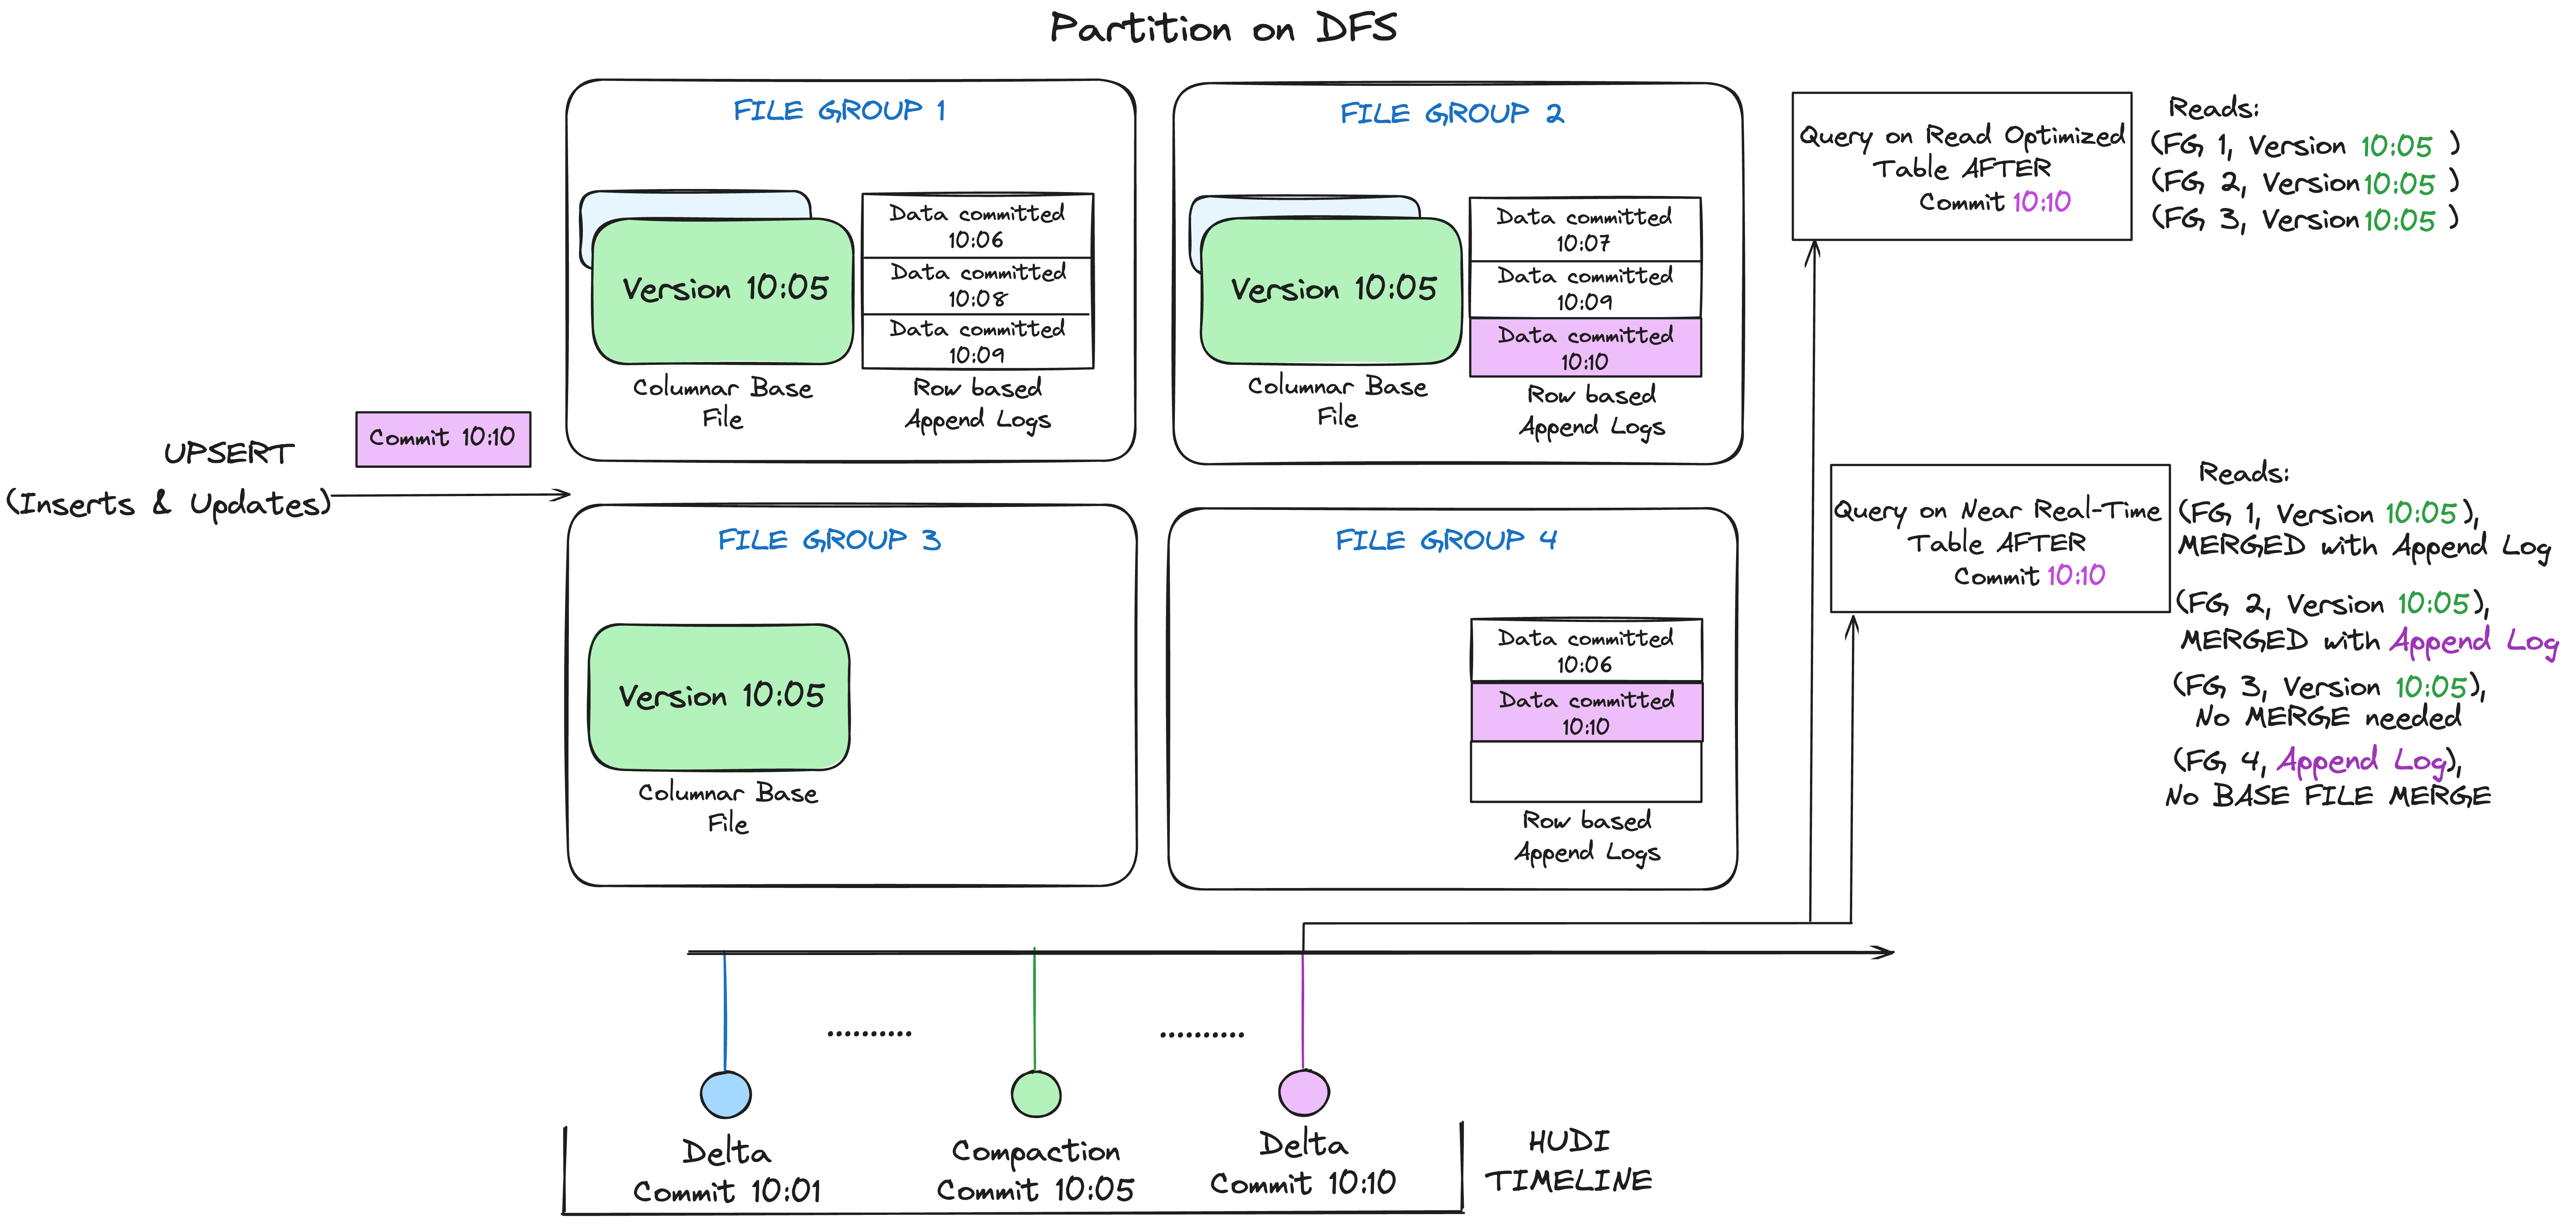 Partition on DFS
FILE GROUP 1
Version 10:05
Data committed
10:06
Data committed
10:08
Data committed
10:09
Columnar Base
File
Row based
Append Logs
FILE GROUP 2
Version 10:05
Data committed
10:07
Data committed
10:09
Data committed
10:10
Columnar Base
File
Row based
Append Logs
Query on Read Optimized
Table AFTER
Commit 10:10
Reads:
(FG 1, Version 10:05 )
(FG 2, Version 10:05 )
(FG 3, Version 10:05 )
Commit 10:10
UPSERT
(Inserts & Updates)
FILE GROUP 3
Version 10:05
Columnar Base
File
FILE GROUP 4
Data committed
10:06
Data committed
10:10
Row based
Append Logs
Query on Near Real-Time
Table AFTER
Commit 10:10
Reads:
(FG 1, Version 10:05),
MERGED with Append Log
(FG 2, Version 10:05),
MERGED with Append Log
(FG 3, Version 10:05),
No MERGE needed
(FG 4, Append Log),
No BASE FILE MERGE
..........
..........
Delta
Commit 10:01
Compaction
Commit 10:05
Delta
Commit 10:10
HUDI
TIMELINE